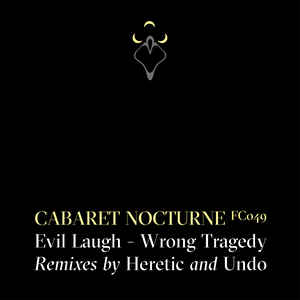 CABARET NOCTURNE FC049
Evil Laugh - Wrong Tragedy
Remixes by Heretic and Undo